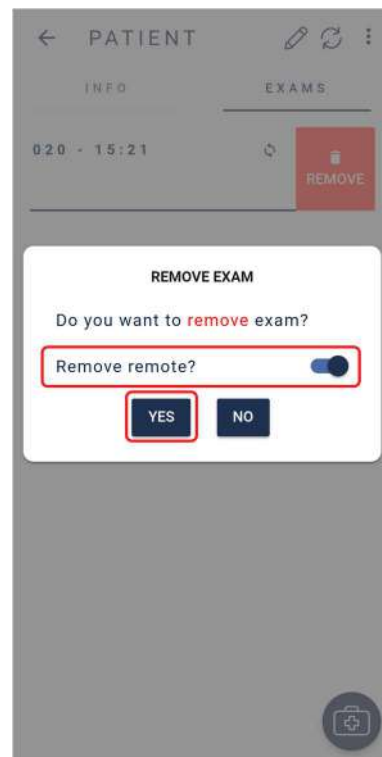 PATIENT
INFO EXAMS
020 - 15:21
REMOVE
REMOVE EXAM
Do you want to remove exam?
Remove remote?
YES NO